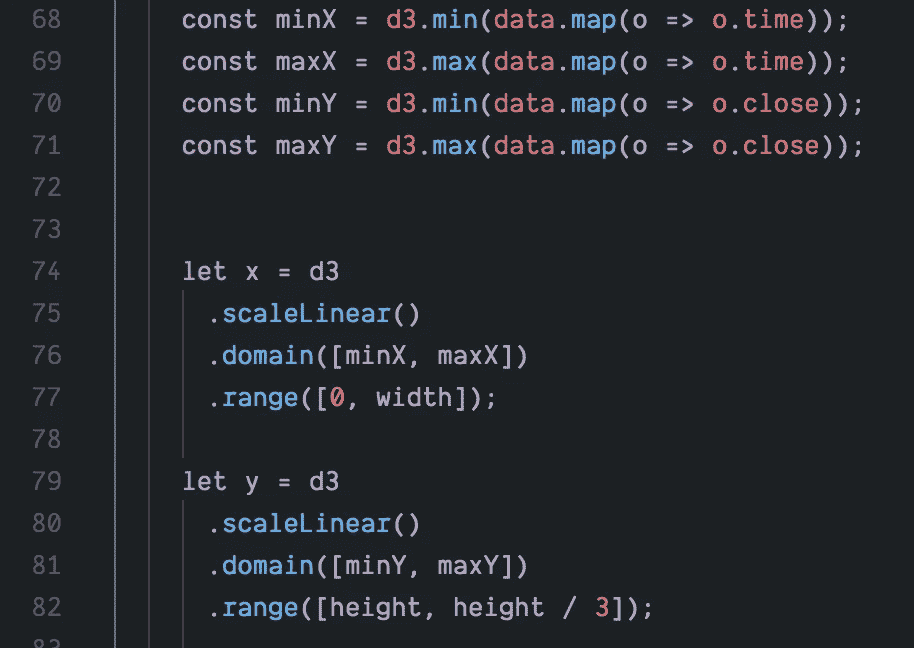 68 const minX = d3.min(data.map(o => o.time));
69 const maxX = d3.max(data.map(o => o.time));
70 const minY = d3.min(data.map(o => o.close));
71 const maxY = d3.max(data.map(o => o.close));
72
73
74 let x = d3
75 .scaleLinear()
76 .domain([minX, maxX])
77 .range([0, width]);
78
79 let y = d3
80 .scaleLinear()
81 .domain([minY, maxY])
82 .range([height, height / 3]);
83